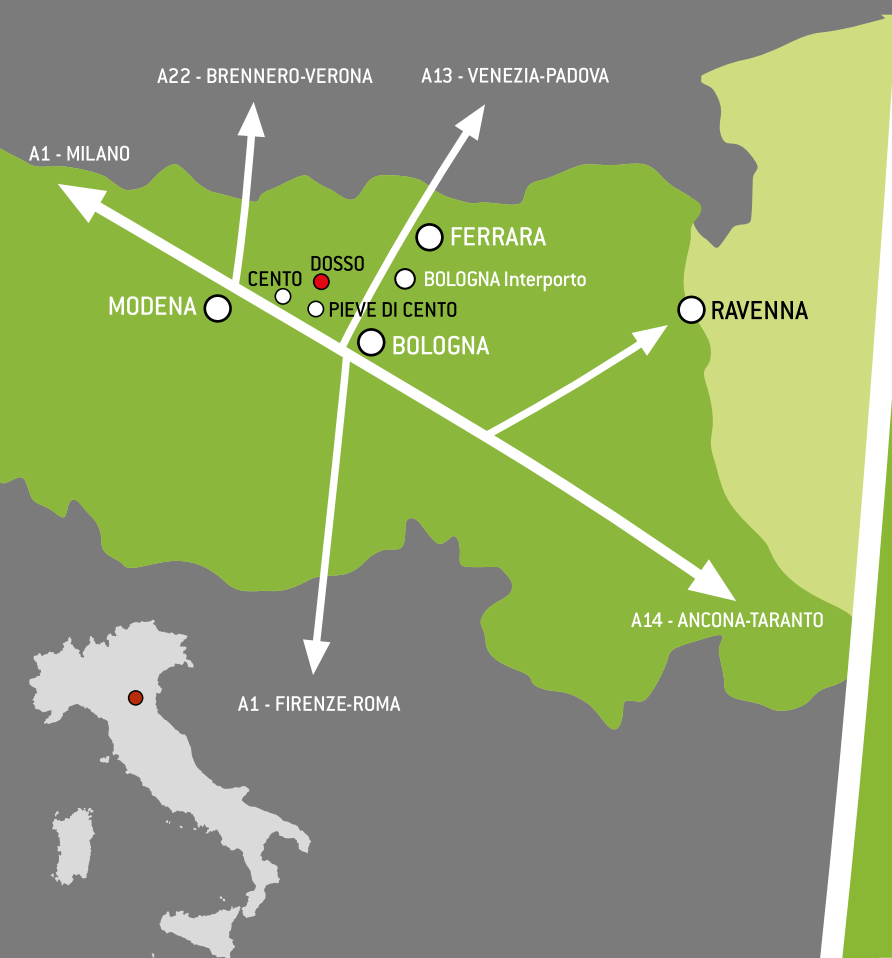 A22 - BRENNERO-VERONA
A13 - VENEZIA-PADOVA
A1 - MILANO
FERRARA
DOSSO
CENTO
BOLOGNA Interporto
MODENA
PIEVE DI CENTO
RAVENNA
BOLOGNA
A14 - ANCONA-TARANTO
A1 - FIRENZE-ROMA